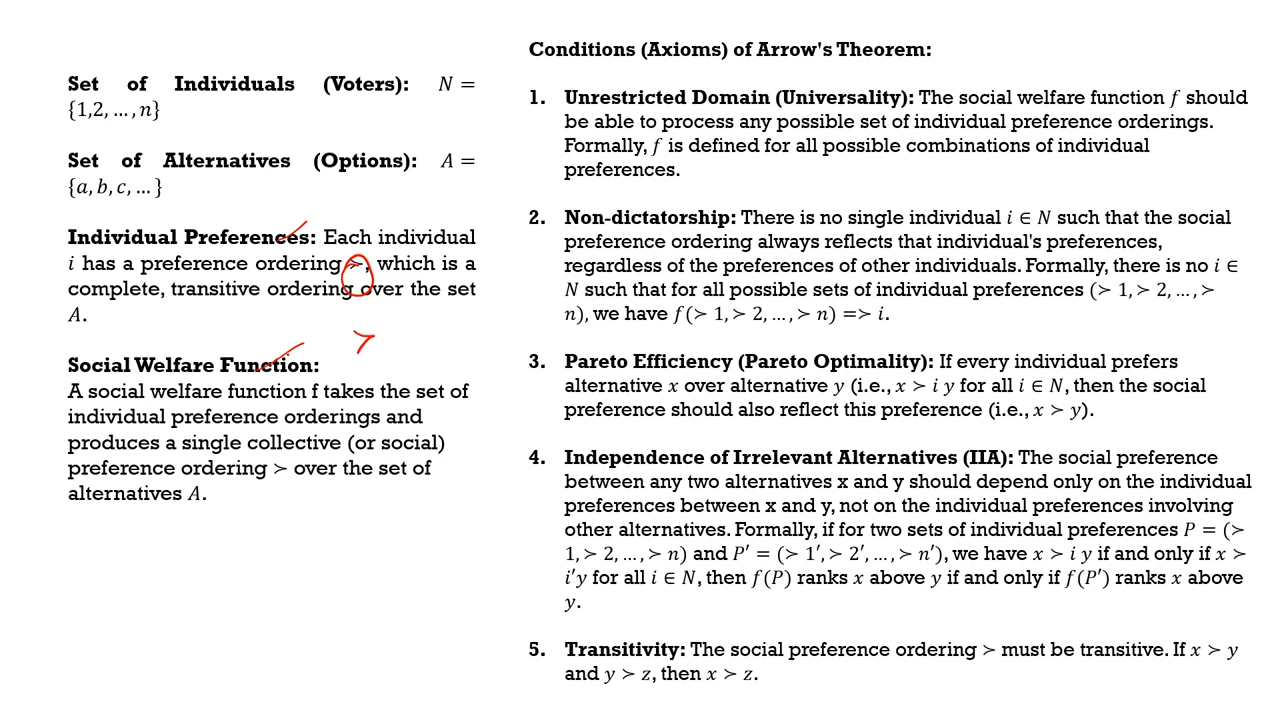 Set of Individuals (Voters): N =
{1,2, …, n}
Set of Alternatives (Options): A =
{a, b, c, … }
Individual Preferences: Each individual
i has a preference ordering ≻, which is a
complete, transitive ordering over the set
A.
≻
Social Welfare Function:
A social welfare function f takes the set of
individual preference orderings and
produces a single collective (or social)
preference ordering ≻ over the set of
alternatives A.
Conditions (Axioms) of Arrow's Theorem:
1. Unrestricted Domain (Universality): The social welfare function f should
be able to process any possible set of individual preference orderings.
Formally, f is defined for all possible combinations of individual
preferences.
2. Non-dictatorship: There is no single individual i ∈ N such that the social
preference ordering always reflects that individual's preferences,
regardless of the preferences of other individuals. Formally, there is no i ∈
N such that for all possible sets of individual preferences (≻ 1, ≻ 2, …, ≻
n), we have f(≻ 1, ≻ 2, …, ≻ n) => i.
3. Pareto Efficiency (Pareto Optimality): If every individual prefers
alternative x over alternative y (i.e., x ≻ i y for all i ∈ N, then the social
preference should also reflect this preference (i.e., x ≻ y).
4. Independence of Irrelevant Alternatives (IIA): The social preference
between any two alternatives x and y should depend only on the individual
preferences between x and y, not on the individual preferences involving
other alternatives. Formally, if for two sets of individual preferences P = (≻
1, ≻ 2, …, ≻ n) and P′ = (≻ 1′, ≻ 2′, …, ≻ n′), we have x ≻ i y if and only if x ≻
i′y for all i ∈ N, then f(P) ranks x above y if and only if f(P′) ranks x above
y.
5. Transitivity: The social preference ordering ≻ must be transitive. If x ≻ y
and y ≻ z, then x ≻ z.